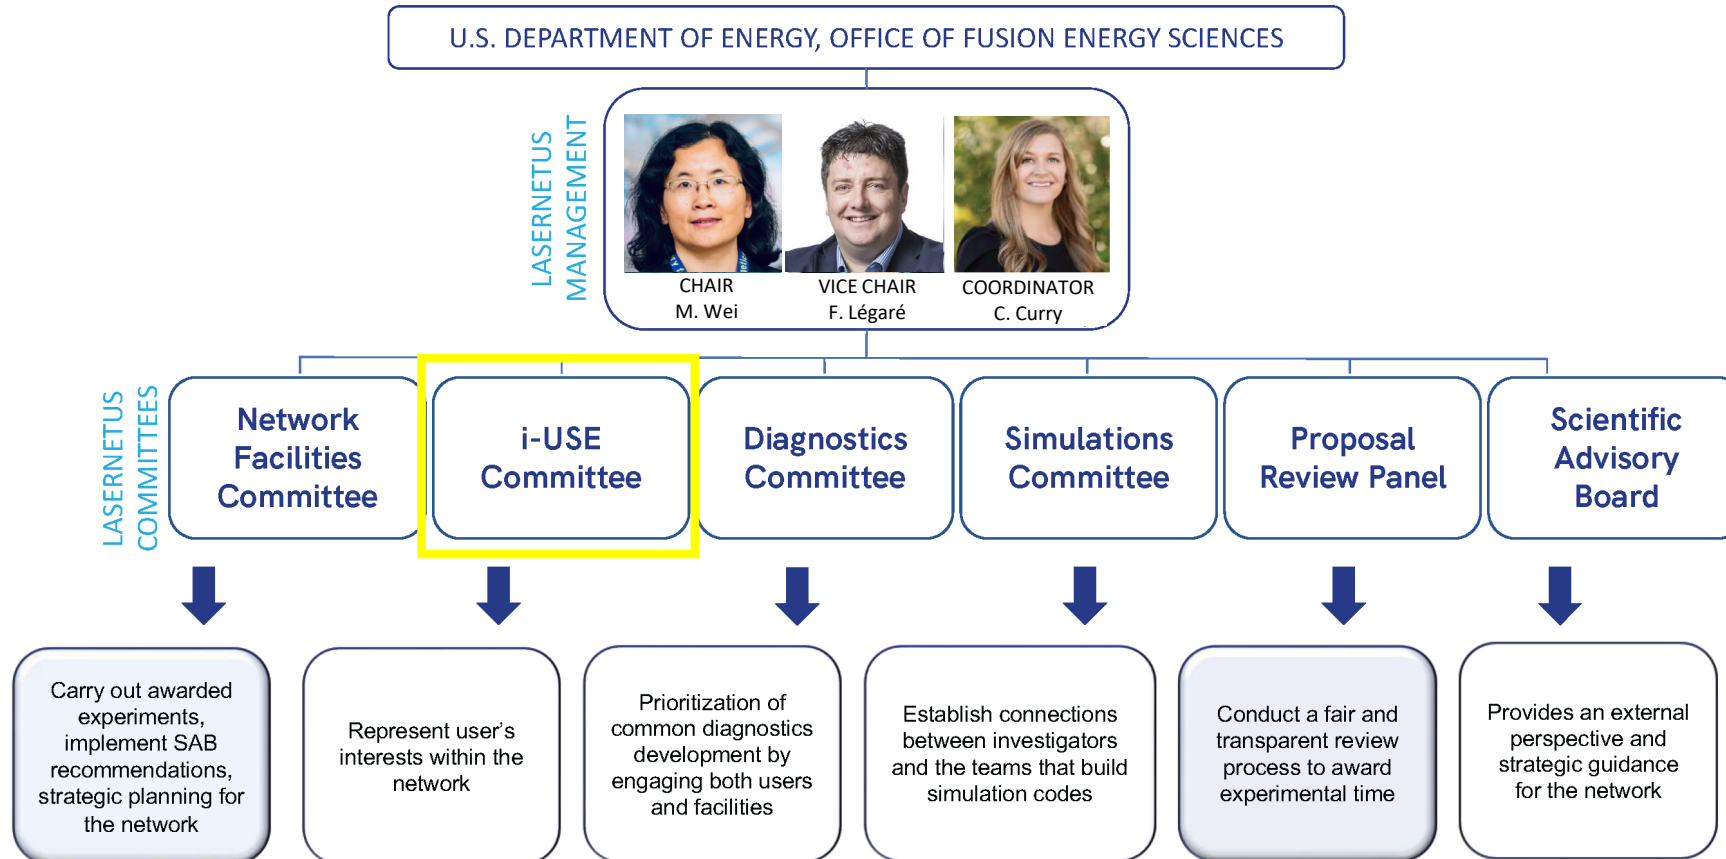 U.S. DEPARTMENT OF ENERGY, OFFICE OF FUSION ENERGY SCIENCES
LASERNETUS
MANAGEMENT
CHAIR
M. Wei
VICE CHAIR
F. Légaré
COORDINATOR
C. Curry
LASERNETUS
COMMITTEES
Network
Facilities
Committee
i-USE
Committee
Diagnostics
Committee
Simulations
Committee
Proposal
Review Panel
Scientific
Advisory
Board
Carry out awarded
experiments,
implement SAB
recommendations,
strategic planning for
the network
Represent user's
interests within the
network
Prioritization of
common diagnostics
development by
engaging both users
and facilities
Establish connections
between investigators
and the teams that build
simulation codes
Conduct a fair and
transparent review
process to award
experimental time
Provides an external
perspective and
strategic guidance
for the network